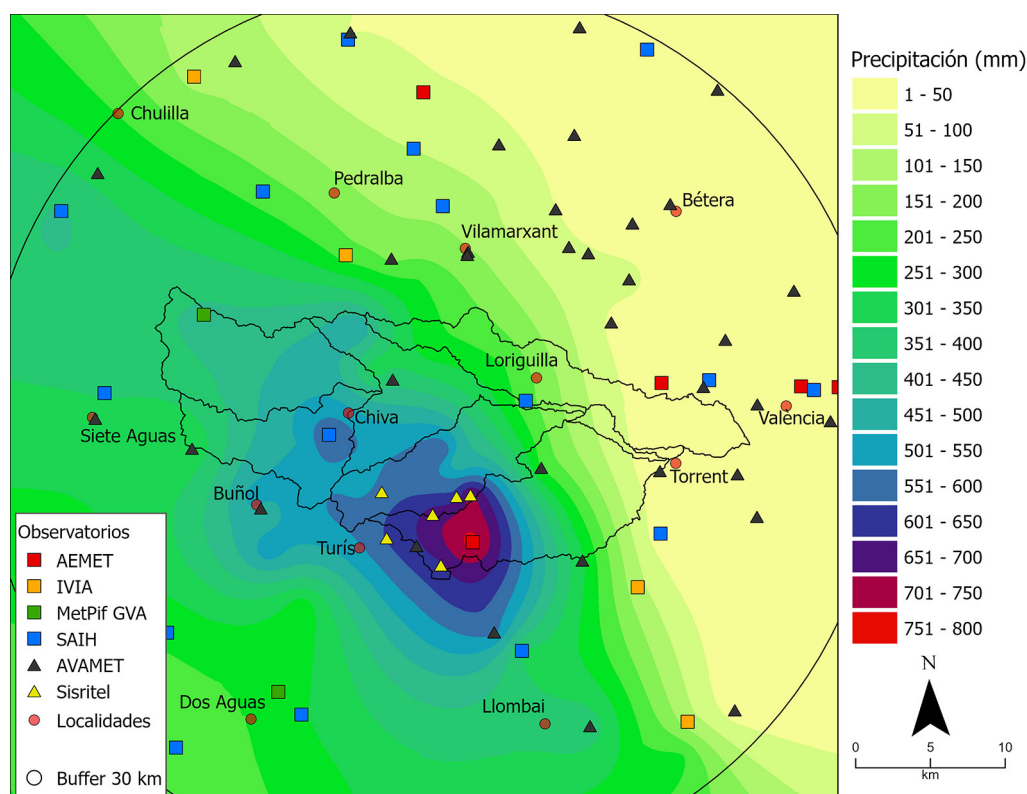 Chulilla
Pedralba
Bétera
Vilamarxant
Loriguilla
València
Chiva
Siete Aguas
Torrent
Buñol
Turís
Dos Aguas
Llombai
Observatorios
AEMET
IVIA
MetPif GVA
SAIH
AVAMET
Sisritel
Localidades
Buffer 30 km
Precipitación (mm)
1 - 50
51 - 100
101 - 150
151 - 200
201 - 250
251 - 300
301 - 350
351 - 400
401 - 450
451 - 500
501 - 550
551 - 600
601 - 650
651 - 700
701 - 750
751 - 800
N
0 5 10
km